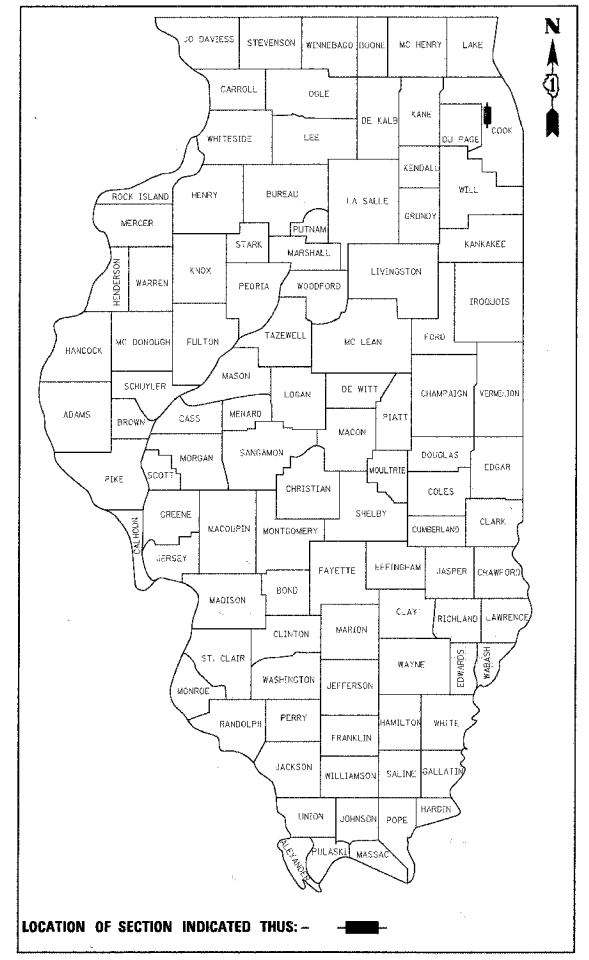 N
JO DAVIESS STEVENSON WINNEBAGO BOONE MC HENRY LAKE
1
CARROLL OGLE
DE KALB KANE COOK
DU PAGE
WHITESIDE LEE
KENDALL
WILL
ROCK ISLAND HENRY BUREAU LA SALLE
GRUNDY
MERCER
PUTNAM
STARK
MARSHALL KANKAKEE
HENDERSON WARREN KNOX
LIVINGSTON
PEORIA WOODFORD
IROQUOIS
HANCOCK MC DONOUGH FULTON TAZEWELL MC LEAN FORD
MASON
SCHUYLER
LOGAN DE WITT
ADAMS CHAMPAIGN VERMILION
BROWN CASS MENARD PIATT
MACON
MORGAN SANGAMON
DOUGLAS
PIKE SCOTT MOULTRIE EDGAR
CHRISTIAN COLES
GREENE
SHELBY
CALHOUN MACOUPIN MONTGOMERY CUMBERLAND CLARK
JERSEY
FAYETTE EFFINGHAM JASPER CRAWFORD
BOND
MADISON
CLAY RICHLAND LAWRENCE
CLINTON MARION
ST. CLAIR
WAYNE EDWARDS WABASH
WASHINGTON
JEFFERSON
MONROE
RANDOLPH PERRY HAMILTON WHITE
FRANKLIN
JACKSON WILLIAMSON SALINE GALLATIN
UNION JOHNSON POPE HARDIN
ALEXANDER PULASKI MASSAC
LOCATION OF SECTION INDICATED THUS: -